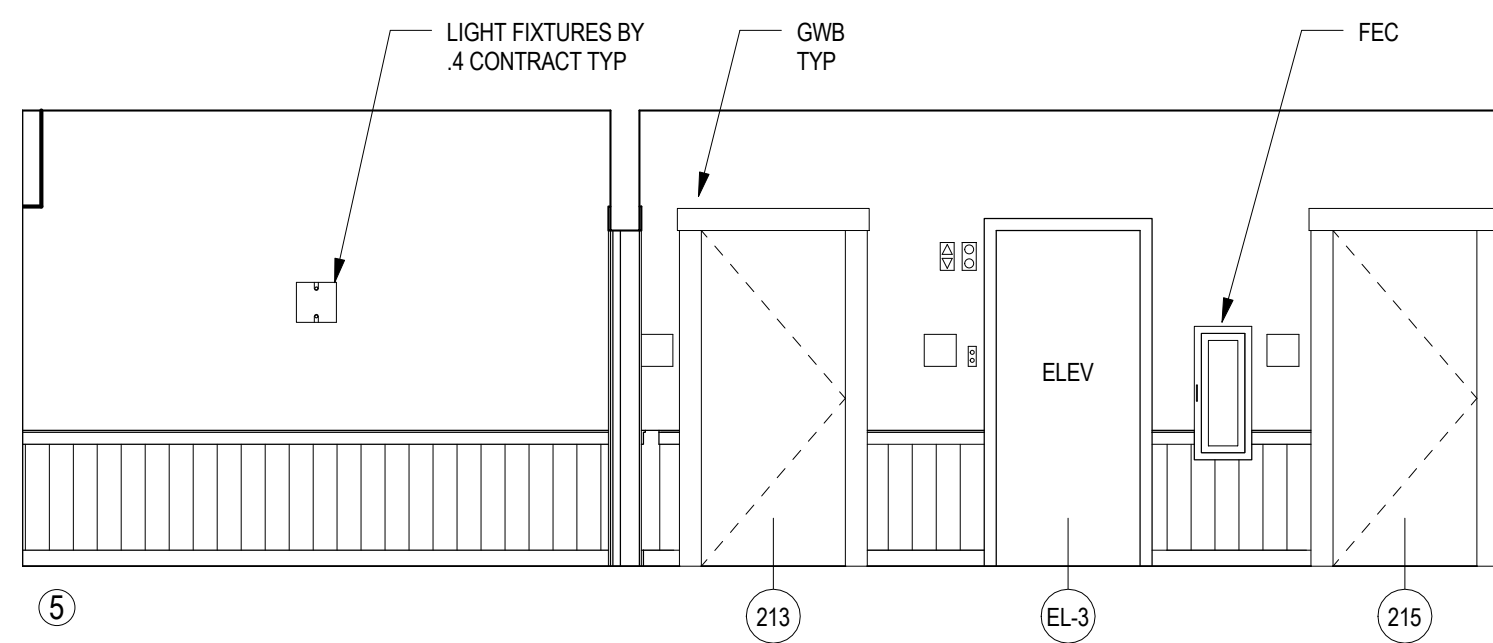 LIGHT FIXTURES BY
.4 CONTRACT TYP
GWB
TYP
FEC
ELEV
5
213
EL-3
215